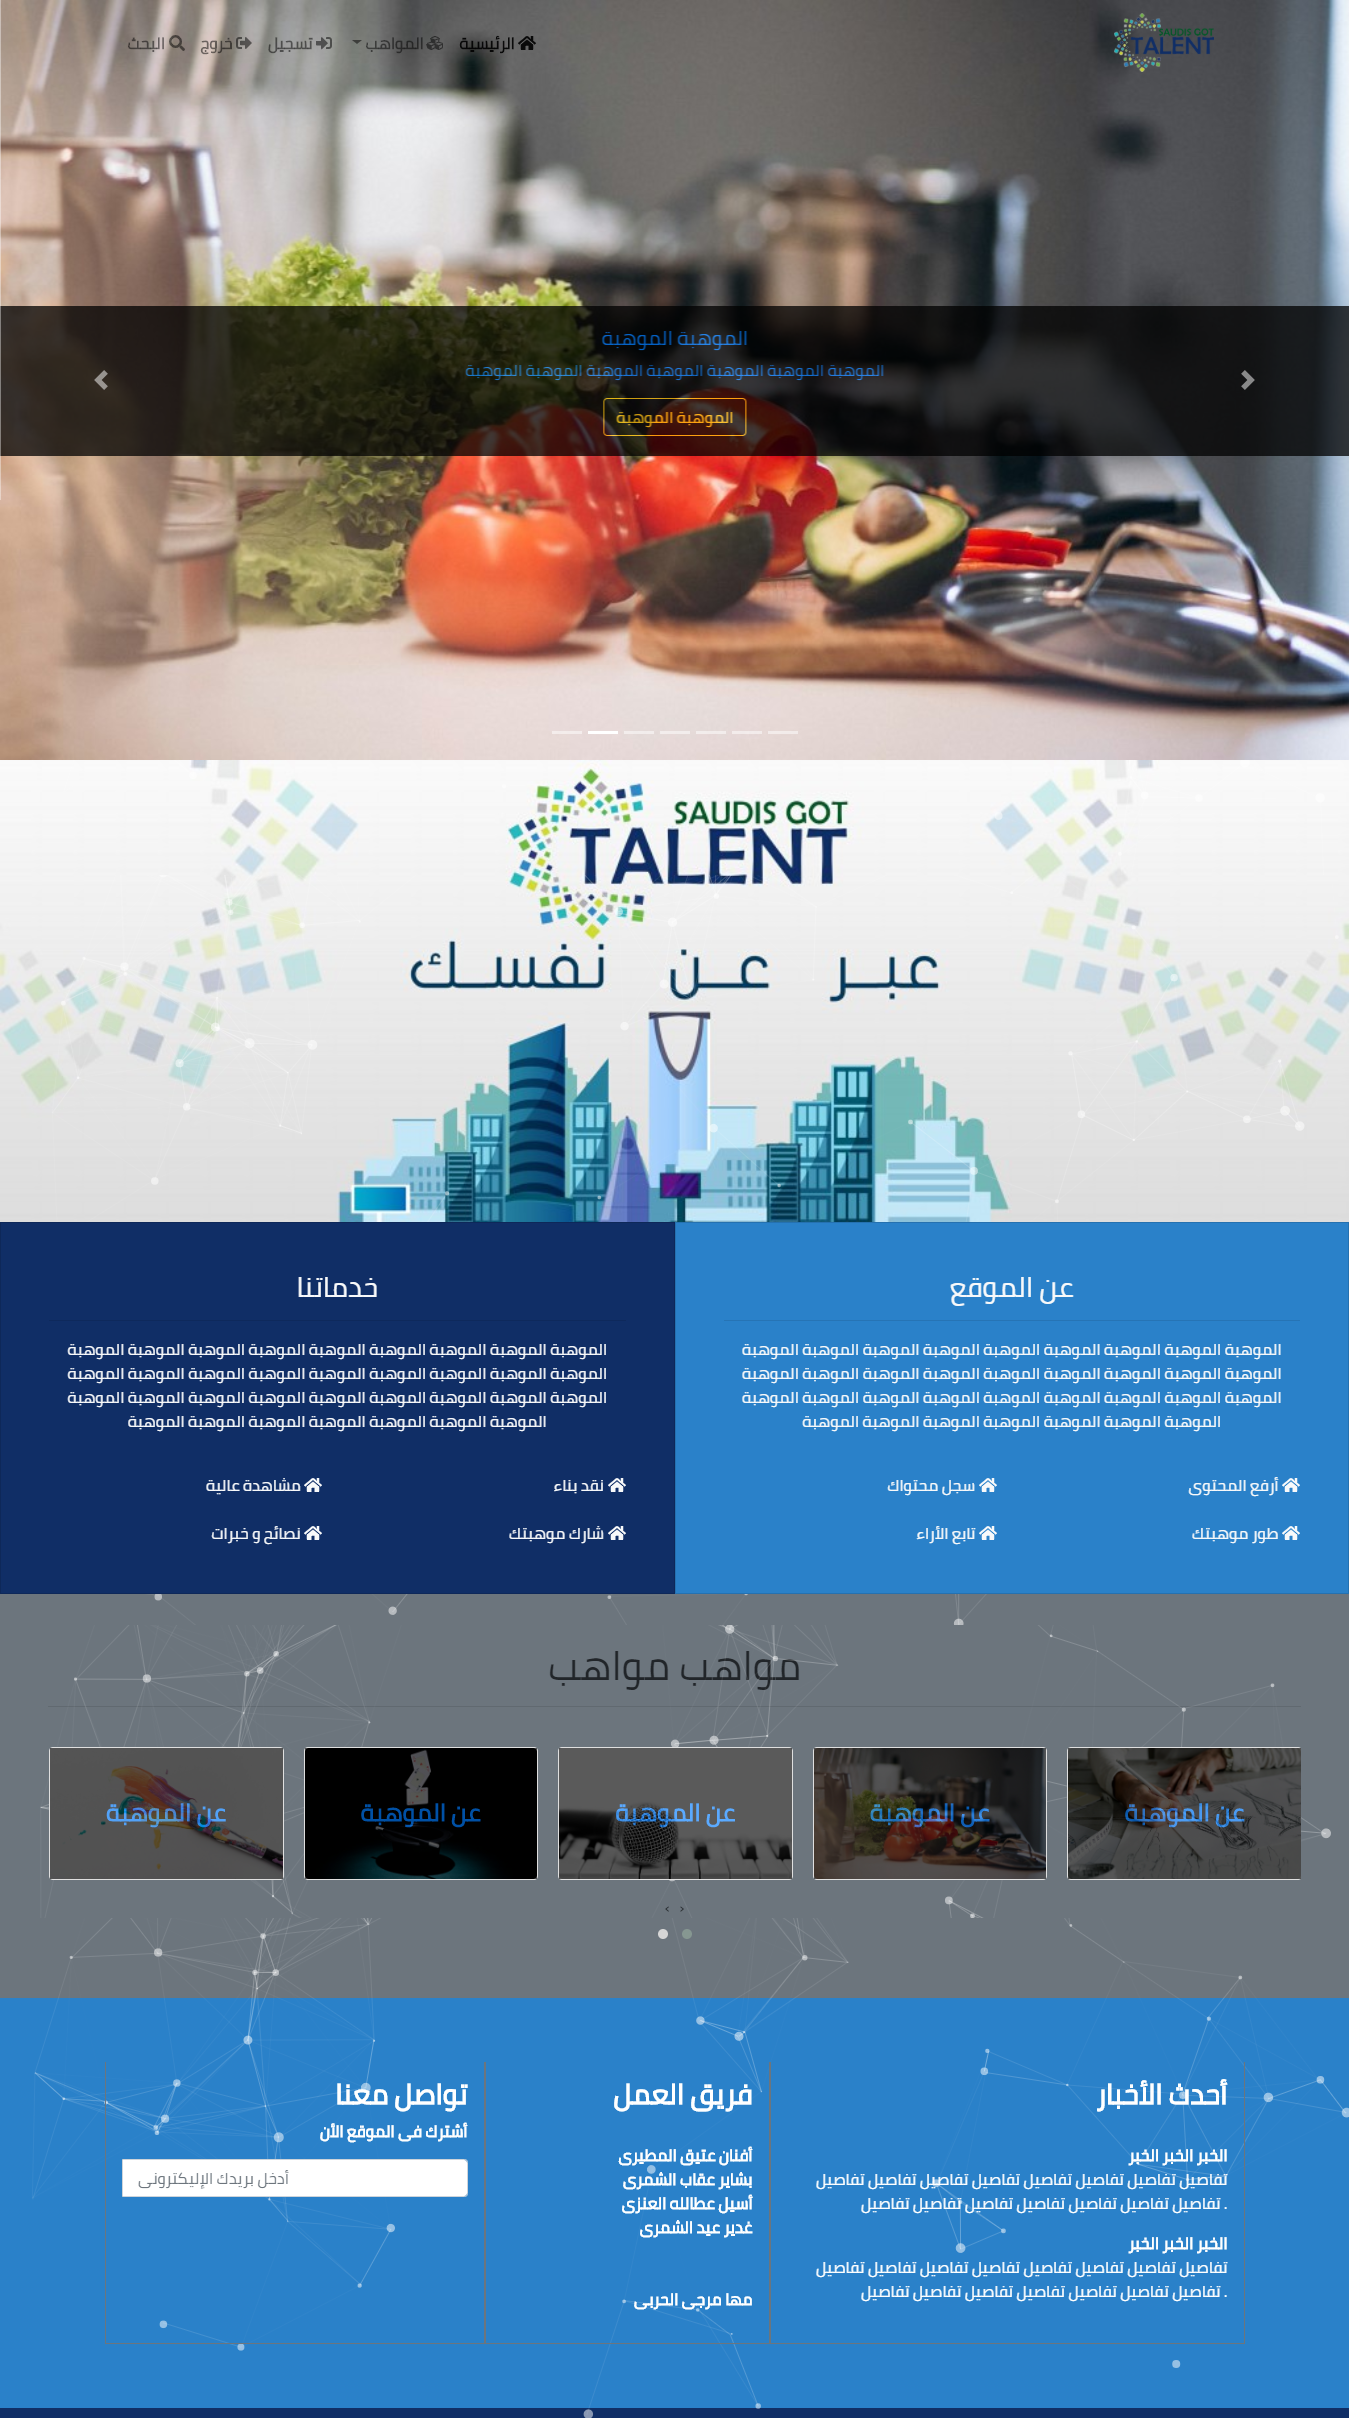 SAUDIS GOT
TALENT
الرئيسية
المواهب
تسجيل
خروج
البحث
الموهبة الموهبة
الموهبة الموهبة الموهبة الموهبة الموهبة الموهبة الموهبة
الموهبة الموهبة
SAUDIS GOT
TALENT
عبر عن نفسك
عن الموقع
الموهبة الموهبة الموهبة الموهبة الموهبة الموهبة الموهبة الموهبة الموهبة
الموهبة الموهبة الموهبة الموهبة الموهبة الموهبة الموهبة الموهبة الموهبة
الموهبة الموهبة الموهبة الموهبة الموهبة الموهبة الموهبة الموهبة الموهبة
الموهبة الموهبة الموهبة الموهبة الموهبة الموهبة الموهبة
أرفع المحتوى
سجل محتواك
طور موهبتك
تابع الأراء
خدماتنا
الموهبة الموهبة الموهبة الموهبة الموهبة الموهبة الموهبة الموهبة الموهبة
الموهبة الموهبة الموهبة الموهبة الموهبة الموهبة الموهبة الموهبة الموهبة
الموهبة الموهبة الموهبة الموهبة الموهبة الموهبة الموهبة الموهبة الموهبة
الموهبة الموهبة الموهبة الموهبة الموهبة الموهبة الموهبة
نقد بناء
مشاهدة عالية
شارك موهبتك
نصائح و خبرات
مواهب مواهب
عن الموهبة
عن الموهبة
عن الموهبة
عن الموهبة
عن الموهبة
أحدث الأخبار
الخبر الخبر الخبر
تفاصيل تفاصيل تفاصيل تفاصيل تفاصيل تفاصيل تفاصيل تفاصيل
تفاصيل تفاصيل تفاصيل تفاصيل تفاصيل تفاصيل تفاصيل .
الخبر الخبر الخبر
تفاصيل تفاصيل تفاصيل تفاصيل تفاصيل تفاصيل تفاصيل تفاصيل
تفاصيل تفاصيل تفاصيل تفاصيل تفاصيل تفاصيل تفاصيل .
فريق العمل
أفنان عتيق المطيرى
بشاير عقاب الشمرى
أسيل عطالله العنزى
غدير عيد الشمرى
مها مرجى الحربى
تواصل معنا
أشترك فى الموقع الأن
أدخل بريدك الإليكترونى